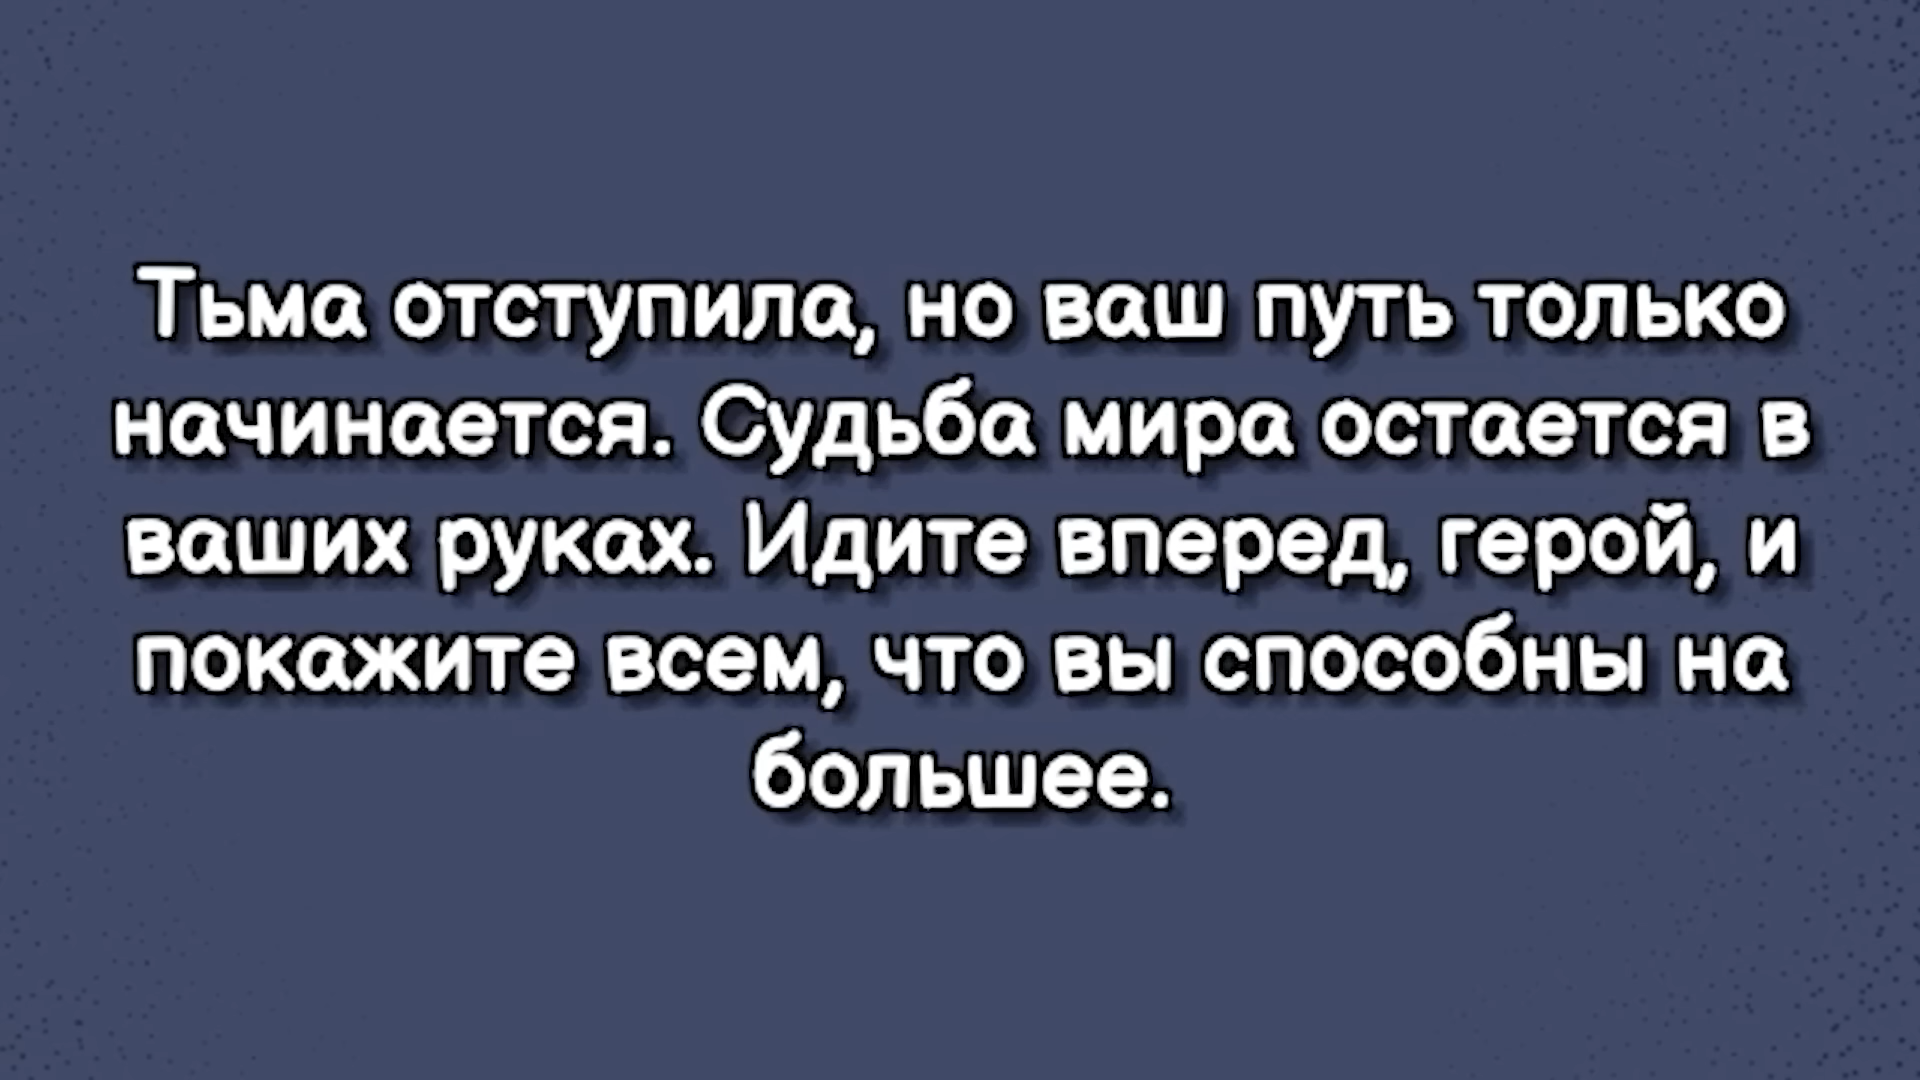 Тьма отступила, но ваш путь только
начинается. Судьба мира остается в
ваших руках. Идите вперед, герой, и
покажите всем, что вы способны на
большее.